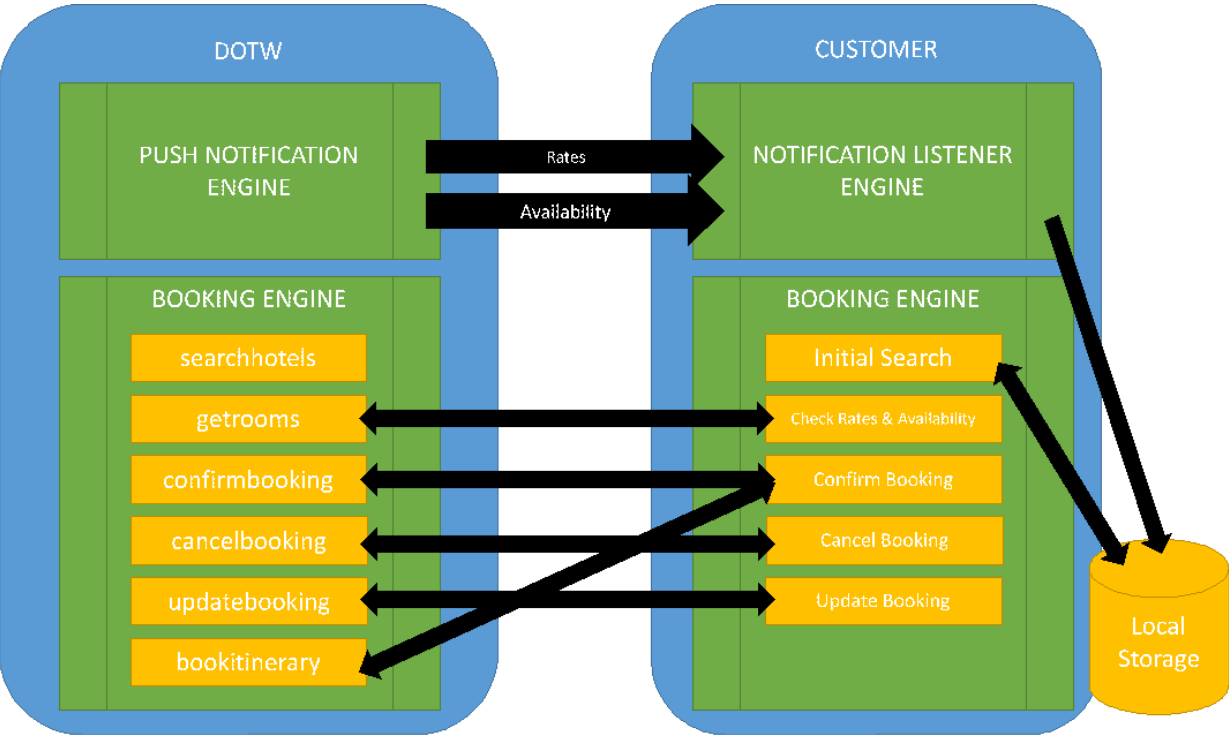 DOTW
PUSH NOTIFICATION
ENGINE
BOOKING ENGINE
searchhotels
getrooms
confirmbooking
cancelbooking
updatebooking
bookitinerary
Rates
Availability
CUSTOMER
NOTIFICATION LISTENER
ENGINE
BOOKING ENGINE
Initial Search
Check Rates & Availability
Confirm Booking
Cancel Booking
Update Booking
Local
Storage